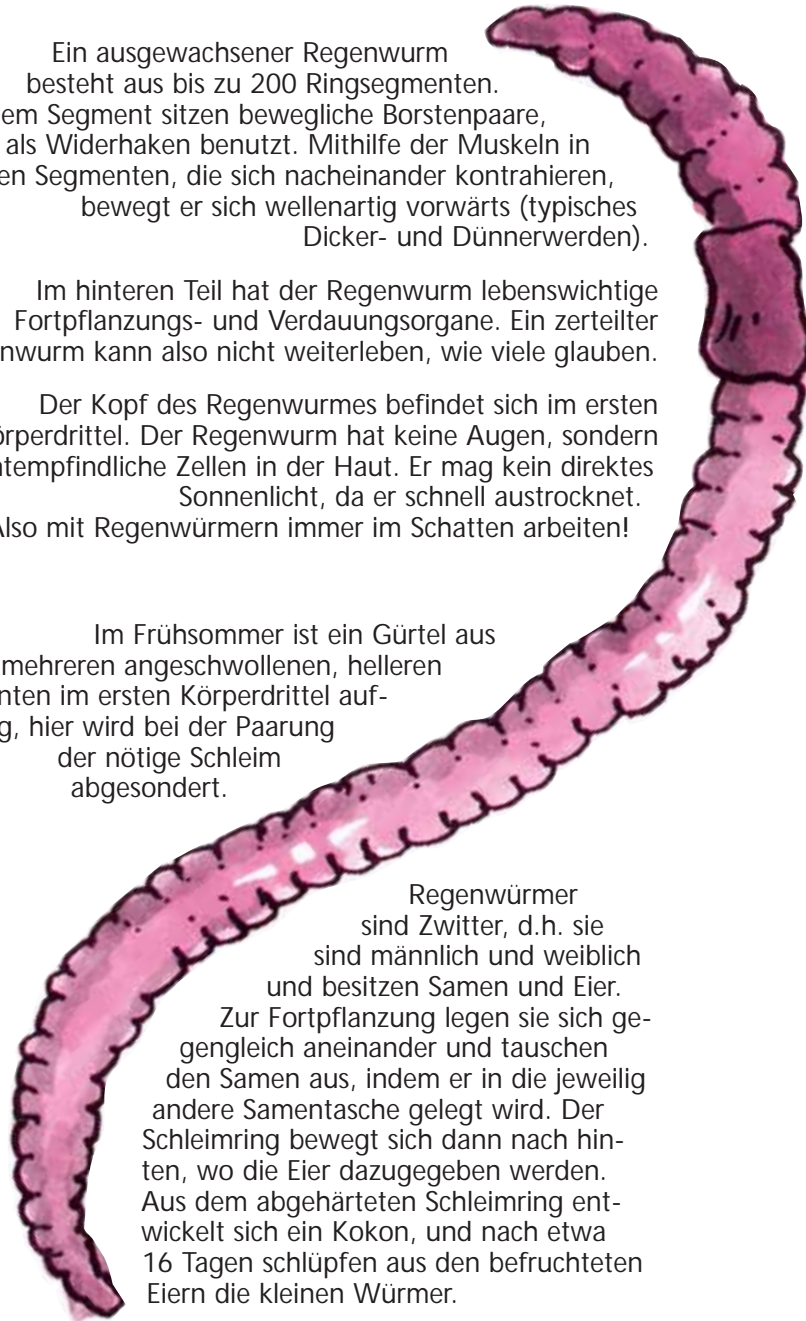 Ein ausgewachsener Regenwurm
besteht aus bis zu 200 Ringsegmenten.
em Segment sitzen bewegliche Borstenpaare,
als Widerhaken benutzt. Mithilfe der Muskeln in
en Segmenten, die sich nacheinander kontrahieren,
bewegt er sich wellenartig vorwärts (typisches
Dicker- und Dünnerwerden).
Im hinteren Teil hat der Regenwurm lebenswichtige
Fortpflanzungs- und Verdauungsorgane. Ein zerteilter
nwurm kann also nicht weiterleben, wie viele glauben.
Der Kopf des Regenwurmes befindet sich im ersten
örperdrittel. Der Regenwurm hat keine Augen, sondern
htempfindliche Zellen in der Haut. Er mag kein direktes
Sonnenlicht, da er schnell austrocknet.
Also mit Regenwürmern immer im Schatten arbeiten!
Im Frühsommer ist ein Gürtel aus
mehreren angeschwollenen, helleren
nten im ersten Körperdrittel auf-
g, hier wird bei der Paarung
der nötige Schleim
abgesondert.
Regenwürmer
sind Zwitter, d.h. sie
sind männlich und weiblich
und besitzen Samen und Eier.
Zur Fortpflanzung legen sie sich ge-
gengleich aneinander und tauschen
den Samen aus, indem er in die jeweilig
andere Samentasche gelegt wird. Der
Schleimring bewegt sich dann nach hin-
ten, wo die Eier dazugegeben werden.
Aus dem abgehärteten Schleimring ent-
wickelt sich ein Kokon, und nach etwa
16 Tagen schlüpfen aus den befruchteten
Eiern die kleinen Würmer.